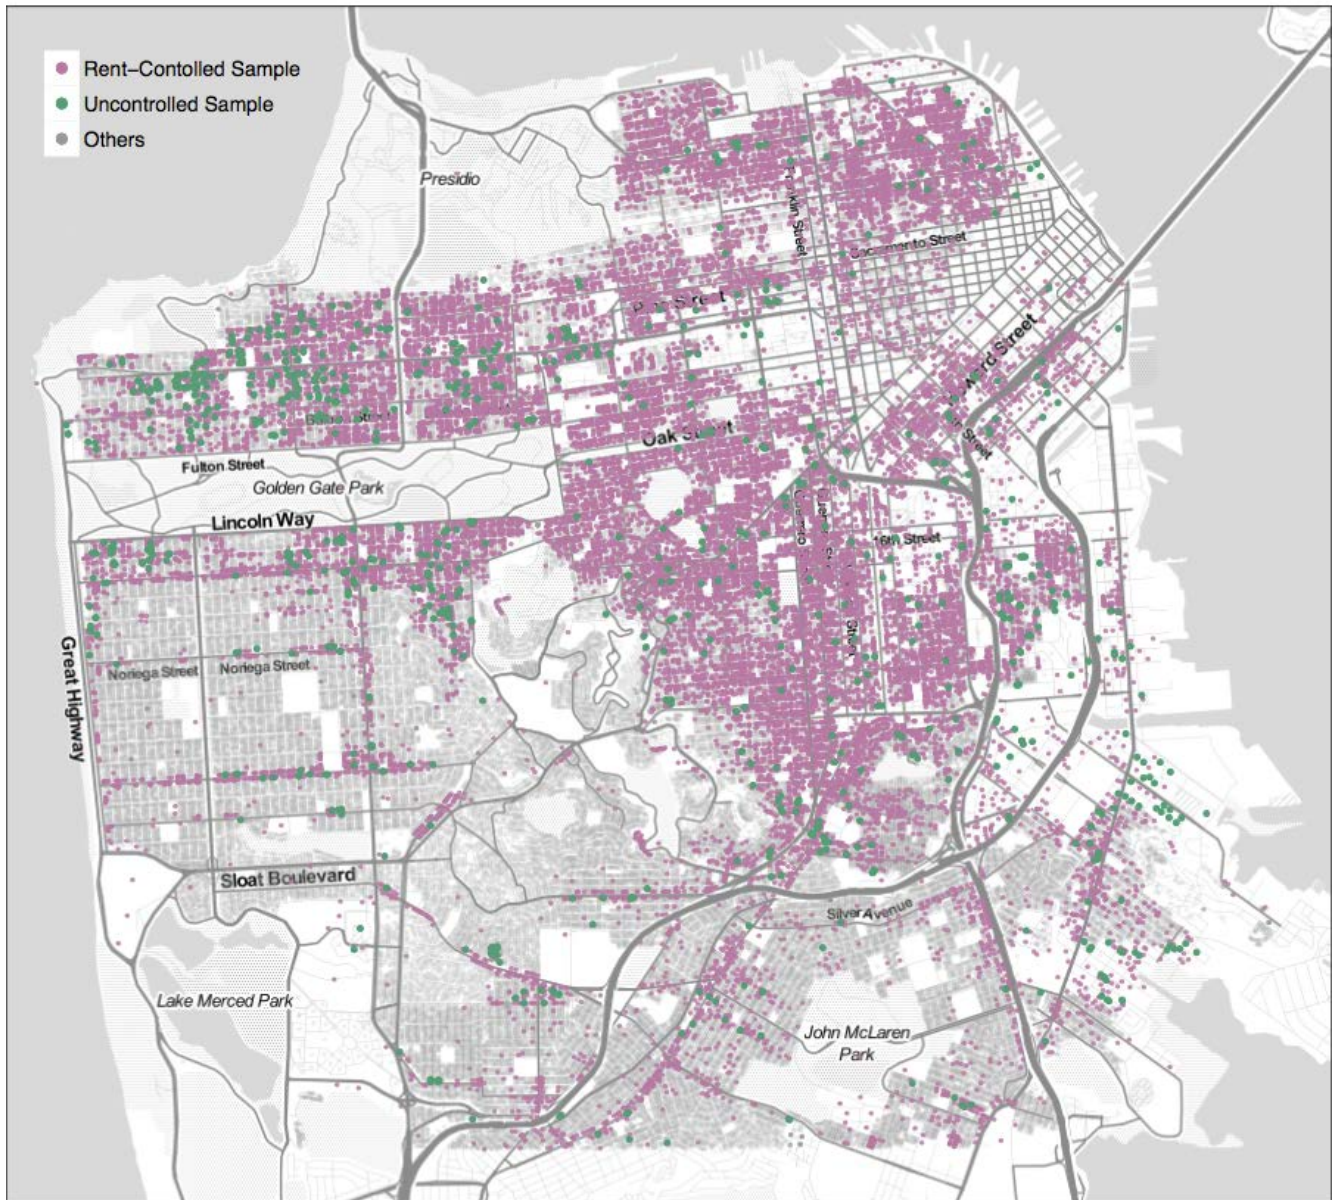 Rent−Contolled Sample
Uncontrolled Sample
Others
Presidio
Sacramento Street
Oak Street
Fulton Street
Golden Gate Park
Lincoln Way
16th Street
Great Highway
Noriega Street
Noriega Street
Sloat Boulevard
Silver Avenue
Lake Merced Park
John McLaren
Park